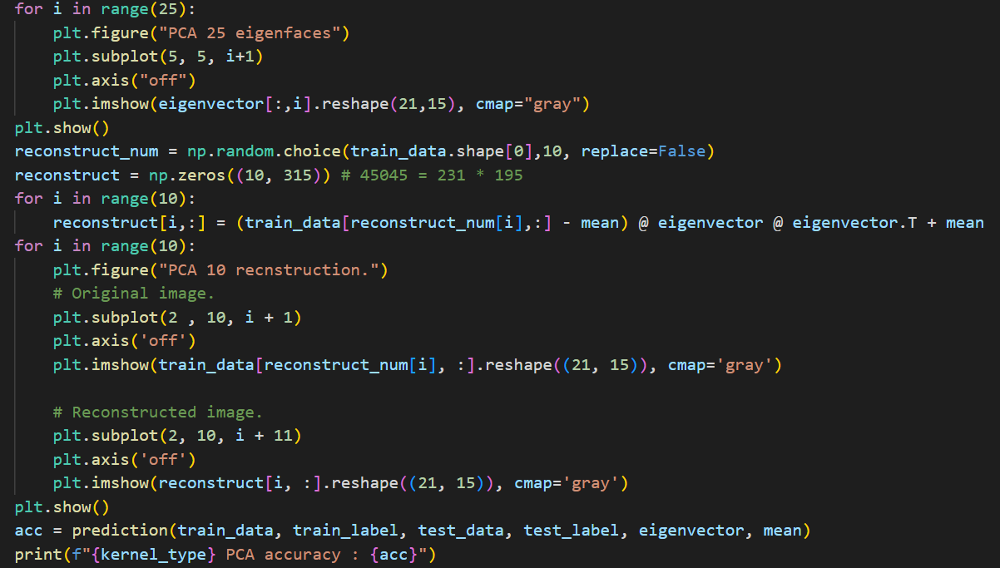 for i in range(25):
    plt.figure("PCA 25 eigenfaces")
    plt.subplot(5, 5, i+1)
    plt.axis("off")
    plt.imshow(eigenvector[:,i].reshape(21,15), cmap="gray")
plt.show()
reconstruct_num = np.random.choice(train_data.shape[0],10, replace=False)
reconstruct = np.zeros((10, 315)) # 45045 = 231 * 195
for i in range(10):
    reconstruct[i,:] = (train_data[reconstruct_num[i],:] - mean) @ eigenvector @ eigenvector.T + mean
for i in range(10):
    plt.figure("PCA 10 recnstruction.")
    # Original image.
    plt.subplot(2 , 10, i + 1)
    plt.axis('off')
    plt.imshow(train_data[reconstruct_num[i], :].reshape((21, 15)), cmap='gray')

    # Reconstructed image.
    plt.subplot(2, 10, i + 11)
    plt.axis('off')
    plt.imshow(reconstruct[i, :].reshape((21, 15)), cmap='gray')
plt.show()
acc = prediction(train_data, train_label, test_data, test_label, eigenvector, mean)
print(f"{kernel_type} PCA accuracy : {acc}")